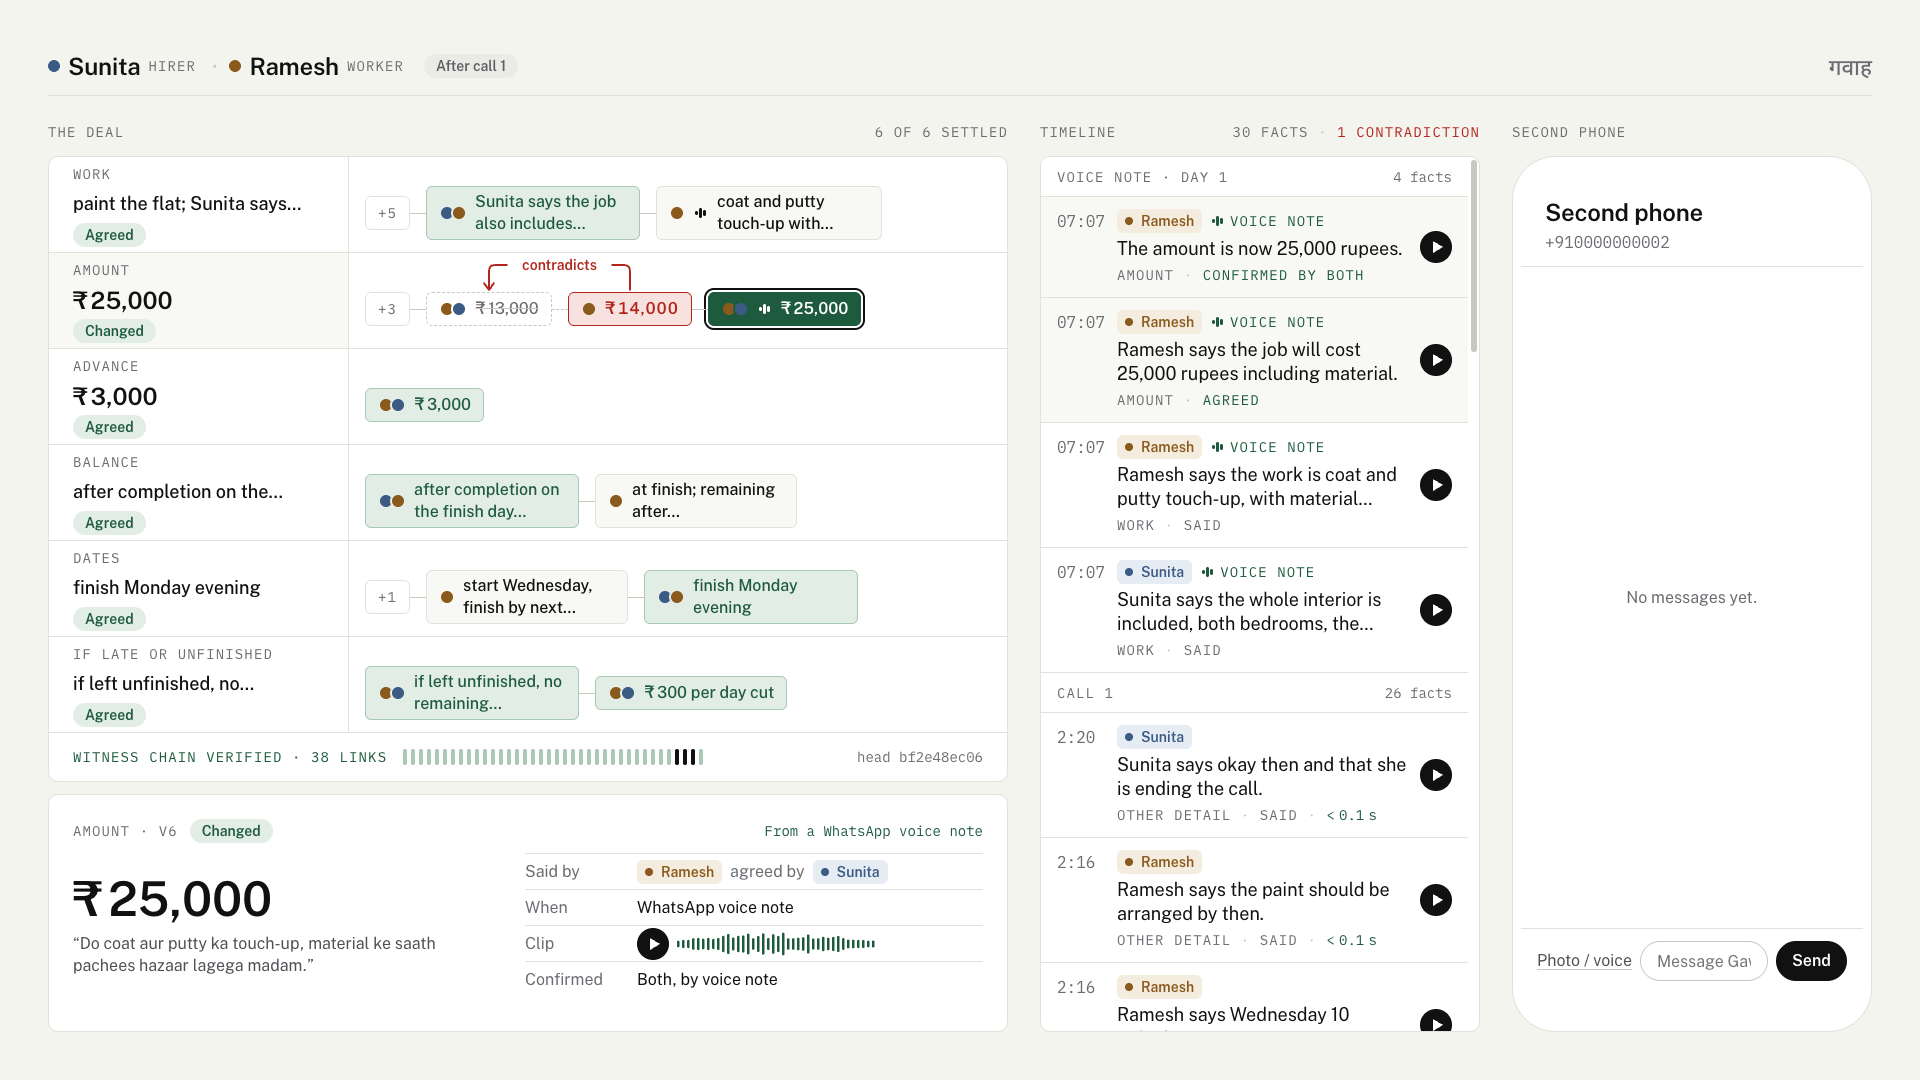 Sunita HIRER · Ramesh WORKER After call 1
गवाह
THE DEAL
6 OF 6 SETTLED
WORK
paint the flat; Sunita says...
Agreed
+5
Sunita says the job
also includes...
coat and putty
touch-up with...
AMOUNT
₹25,000
Changed
contradicts
+3
₹13,000
₹14,000
₹25,000
ADVANCE
₹3,000
Agreed
₹3,000
BALANCE
after completion on the...
Agreed
after completion on
the finish day...
at finish; remaining
after...
DATES
finish Monday evening
Agreed
+1
start Wednesday,
finish by next...
finish Monday
evening
IF LATE OR UNFINISHED
if left unfinished, no...
Agreed
if left unfinished, no
remaining...
₹300 per day cut
WITNESS CHAIN VERIFIED · 38 LINKS
head bf2e48ec06
AMOUNT · V6 Changed
From a WhatsApp voice note
₹25,000
“Do coat aur putty ka touch-up, material ke saath
pachees hazaar lagega madam.”
Said by Ramesh agreed by Sunita
When WhatsApp voice note
Clip
Confirmed Both, by voice note
TIMELINE
30 FACTS · 1 CONTRADICTION
VOICE NOTE · DAY 1
4 facts
07:07 Ramesh VOICE NOTE
The amount is now 25,000 rupees.
AMOUNT · CONFIRMED BY BOTH
07:07 Ramesh VOICE NOTE
Ramesh says the job will cost
25,000 rupees including material.
AMOUNT · AGREED
07:07 Ramesh VOICE NOTE
Ramesh says the work is coat and
putty touch-up, with material...
WORK · SAID
07:07 Sunita VOICE NOTE
Sunita says the whole interior is
included, both bedrooms, the...
WORK · SAID
CALL 1
26 facts
2:20 Sunita
Sunita says okay then and that she
is ending the call.
OTHER DETAIL · SAID · <0.1s
2:16 Ramesh
Ramesh says the paint should be
arranged by then.
OTHER DETAIL · SAID · <0.1s
2:16 Ramesh
Ramesh says Wednesday 10
SECOND PHONE
Second phone
+910000000002
No messages yet.
Photo / voice
Message Ga
Send